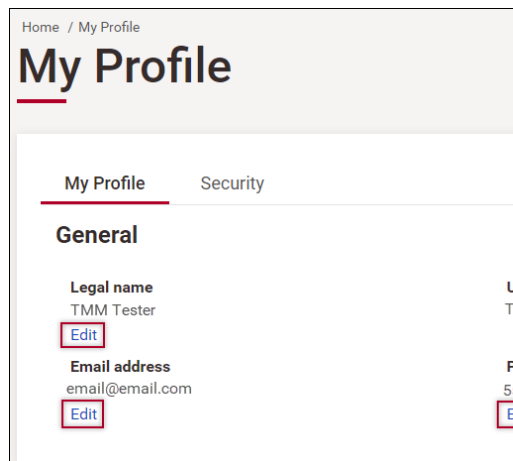 Home / My Profile
My Profile
My Profile Security
General
Legal name
TMM Tester
Edit
Email address
email@email.com
Edit